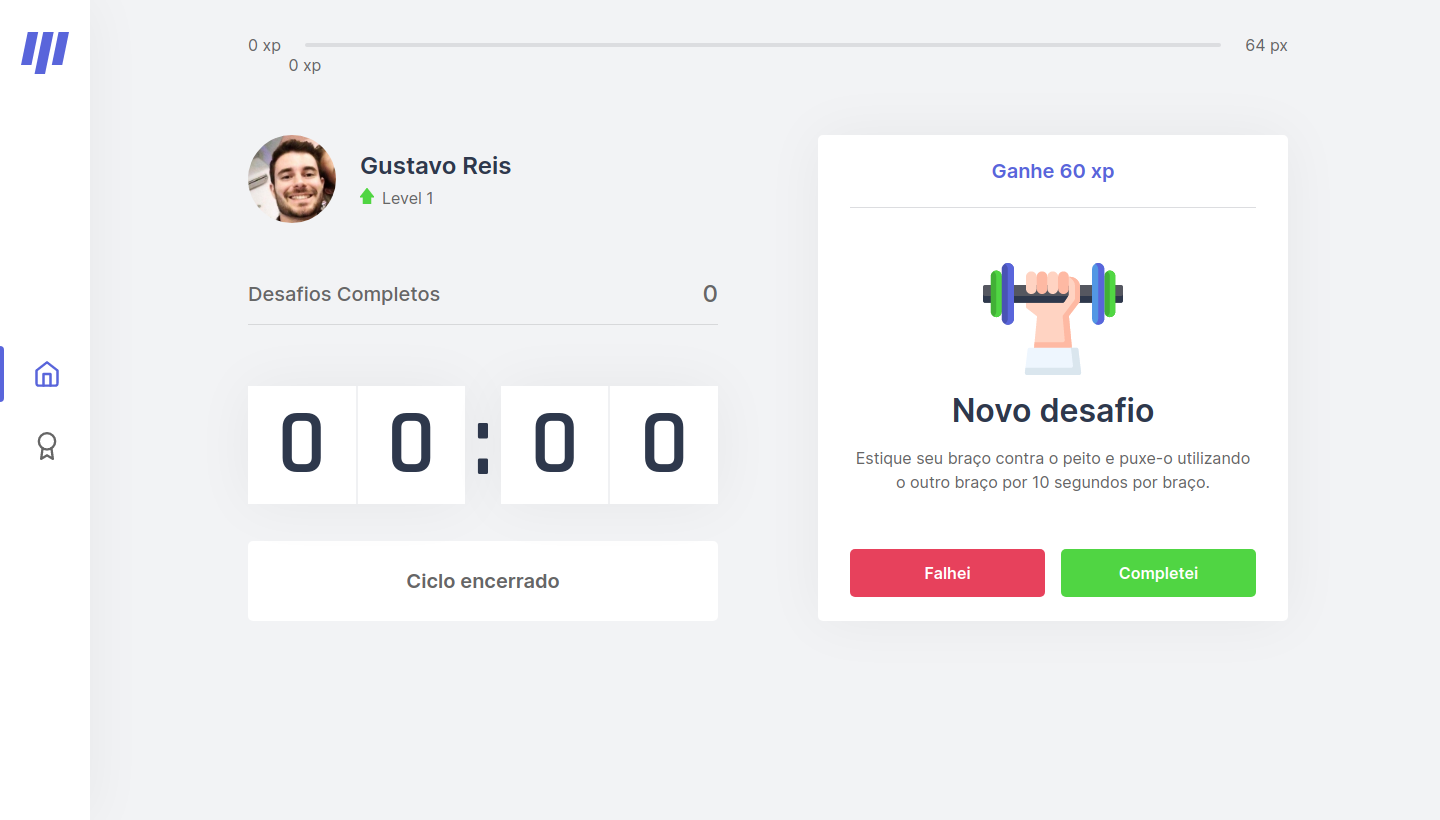 0 xp
64 px
0 xp
Gustavo Reis
Level 1
Desafios Completos
0
0 0 : 0 0
Ciclo encerrado
Ganhe 60 xp
Novo desafio
Estique seu braço contra o peito e puxe-o utilizando
o outro braço por 10 segundos por braço.
Falhei
Completei